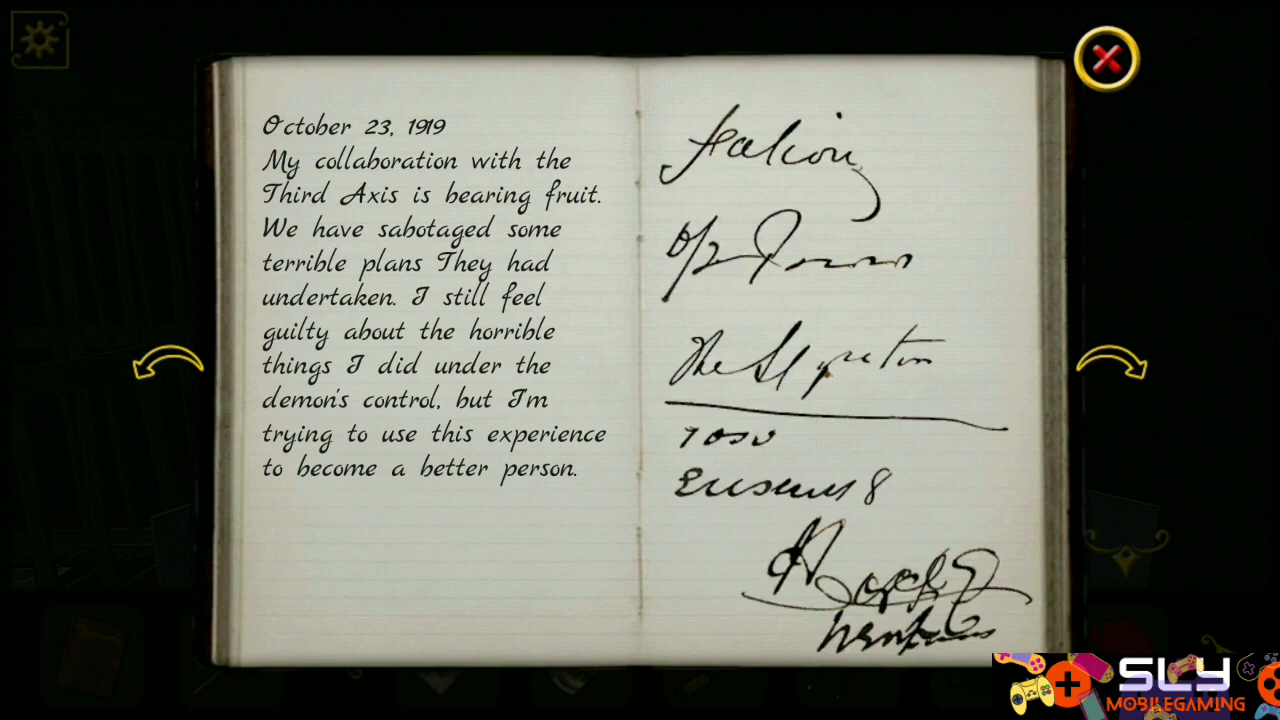 October 23, 1919
My collaboration with the
Third Axis is bearing fruit.
We have sabotaged some
terrible plans They had
undertaken. I still feel
guilty about the horrible
things I did under the
demon's control, but I'm
trying to use this experience
to become a better person.
The
SLY
MOBILEGAMING